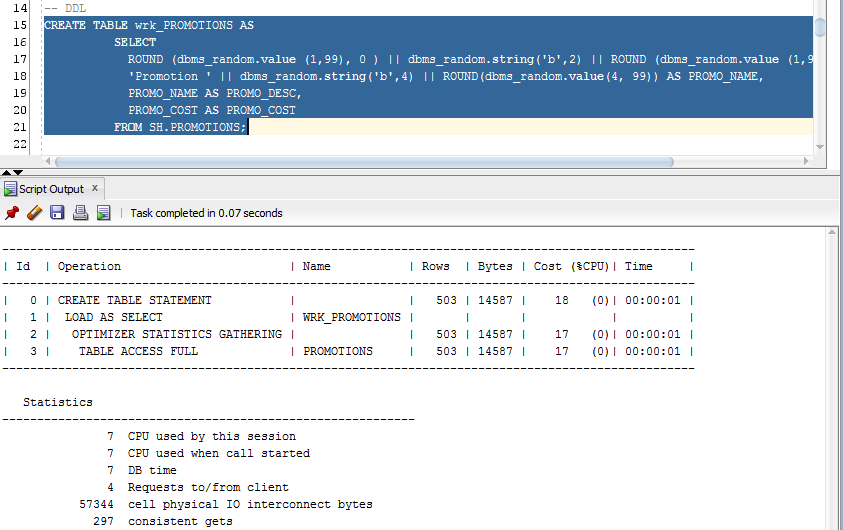 14 -- DDL
15 CREATE TABLE wrk_PROMOTIONS AS
16 SELECT
17 ROUND (dbms_random.value (1,99), 0 ) || dbms_random.string('b',2) || ROUND (dbms_random.value (1,9
18 'Promotion ' || dbms_random.string('b',4) || ROUND(dbms_random.value(4, 99)) AS PROMO_NAME,
19 PROMO_NAME AS PROMO_DESC,
20 PROMO_COST AS PROMO_COST
21 FROM SH.PROMOTIONS;
22
Script Output x
Task completed in 0.07 seconds
---------------------------------------------------------------------------------------------------------
| Id | Operation | Name | Rows | Bytes | Cost (%CPU)| Time |
---------------------------------------------------------------------------------------------------------
| 0 | CREATE TABLE STATEMENT | | 503 | 14587 | 18 (0)| 00:00:01 |
| 1 | LOAD AS SELECT | WRK_PROMOTIONS | | | | |
| 2 | OPTIMIZER STATISTICS GATHERING | | 503 | 14587 | 17 (0)| 00:00:01 |
| 3 | TABLE ACCESS FULL | PROMOTIONS | 503 | 14587 | 17 (0)| 00:00:01 |
---------------------------------------------------------------------------------------------------------
Statistics
-----------------------------------------------------------
7 CPU used by this session
7 CPU used when call started
7 DB time
4 Requests to/from client
57344 cell physical IO interconnect bytes
297 consistent gets